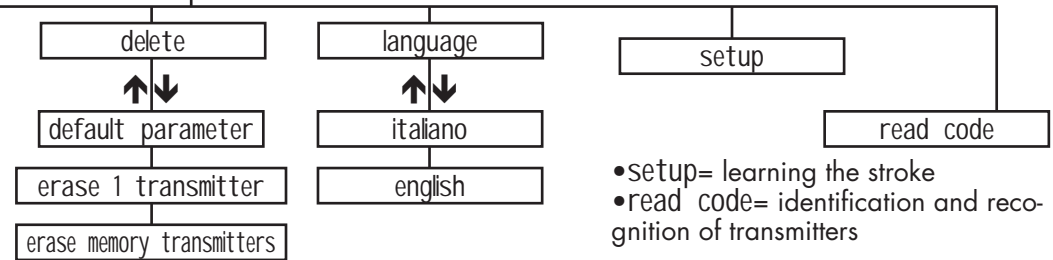 delete
language
setup
default parameter
italiano
read code
erase 1 transmitter
english
erase memory transmitters
•setup= learning the stroke
•read code= identification and reco-
gnition of transmitters